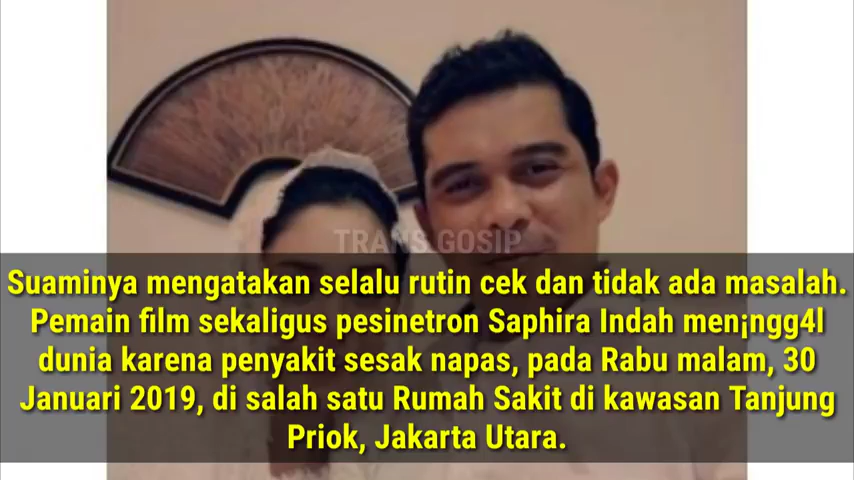 TRANS GOSIP
Suaminya mengatakan selalu rutin cek dan tidak ada masalah.
Pemain film sekaligus pesinetron Saphira Indah men¡ngg4l
dunia karena penyakit sesak napas, pada Rabu malam, 30
Januari 2019, di salah satu Rumah Sakit di kawasan Tanjung
Priok, Jakarta Utara.